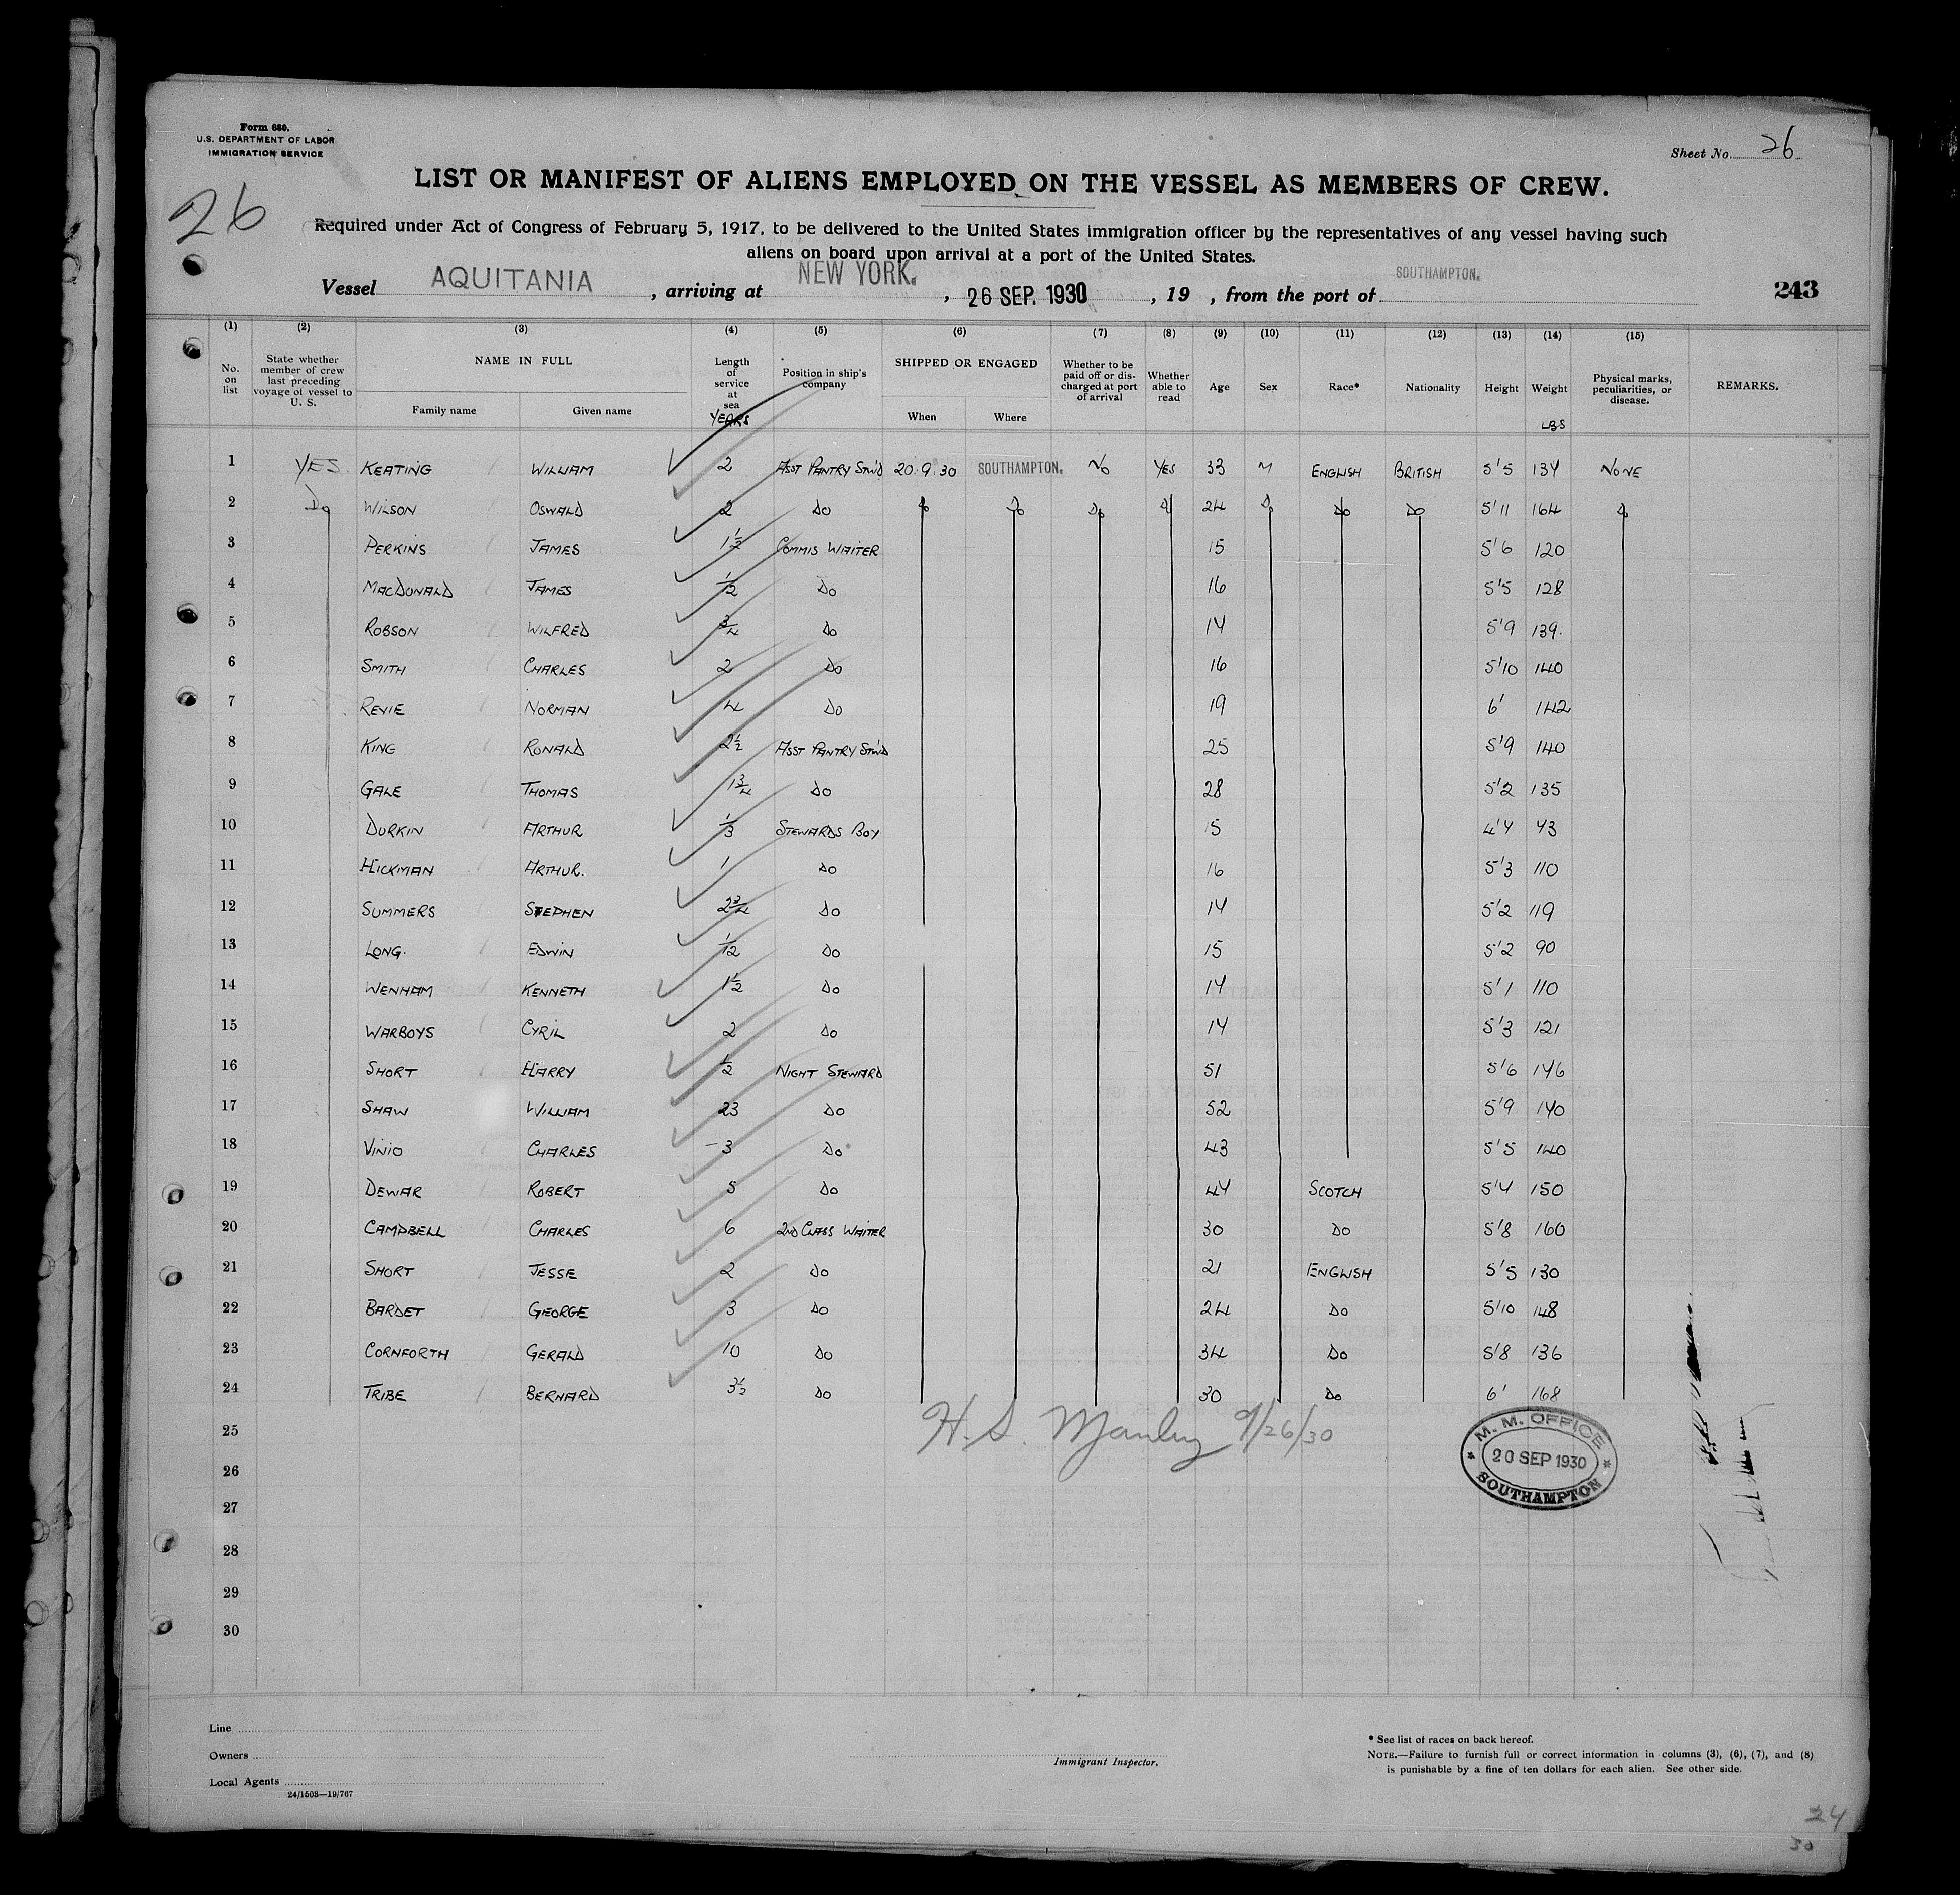 Form 680.
U.S. DEPARTMENT OF LABOR
IMMIGRATION SERVICE
Sheet No. 26
26
LIST OR MANIFEST OF ALIENS EMPLOYED ON THE VESSEL AS MEMBERS OF CREW.
Required under Act of Congress of February 5, 1917, to be delivered to the United States immigration officer by the representatives of any vessel having such
aliens on board upon arrival at a port of the United States.
Vessel AQUITANIA, arriving at NEW YORK., 26 SEP. 1930, 19 , from the port of SOUTHAMPTON. 243
(1) (2) (3) (4) (5) (6) (7) (8) (9) (10) (11) (12) (13) (14) (15)
No. on list
State whether member of crew last preceding voyage of vessel to U. S.
NAME IN FULL
Family name Given name
Length of service at sea YEARS
Position in ship's company
SHIPPED OR ENGAGED
When Where
Whether to be paid off or discharged at port of arrival
Whether able to read
Age Sex Race* Nationality Height Weight LBS
Physical marks, peculiarities, or disease.
REMARKS.
1 YES KEATING WILLIAM 2 ASST PANTRY STW'D 20.9.30 SOUTHAMPTON. NO YES 33 M ENGLISH BRITISH 5'5 134 NONE
2 Do WILSON OSWALD 2 DO Do Do Do Do 24 Do Do Do 5'11 164 Do
3 PERKINS JAMES 1½ COMMIS WAITER 15 5'6 120
4 MACDONALD JAMES ½ DO 16 5'5 128
5 ROBSON WILFRED ¾ DO 14 5'9 139.
6 SMITH CHARLES 2 DO 16 5'10 140
7 REVIE NORMAN 4 DO 19 6' 142
8 KING RONALD 2½ ASST PANTRY STW'D 25 5'9 140
9 GALE THOMAS 1¾ DO 28 5'2 135
10 DURKIN ARTHUR ⅓ STEWARDS BOY 15 4'4 43
11 HICKMAN ARTHUR. 1 DO 16 5'3 110
12 SUMMERS STEPHEN 2¾ DO 14 5'2 119
13 LONG. EDWIN 1/12 DO 15 5'2 90
14 WENHAM KENNETH 1½ DO 14 5'1 110
15 WARBOYS CYRIL 2 DO 14 5'3 121
16 SHORT HARRY ½ NIGHT STEWARD 51 5'6 146
17 SHAW WILLIAM 23 DO 52 5'9 140
18 VINIO CHARLES 3 DO 43 5'5 140
19 DEWAR ROBERT 5 DO 44 SCOTCH 5'4 150
20 CAMPBELL CHARLES 6 2ND CLASS WAITER 30 DO 5'8 160
21 SHORT JESSE 2 DO 21 ENGLISH 5'5 130
22 BARDET GEORGE 3 DO 24 DO 5'10 148
23 CORNFORTH GERALD 10 DO 34 DO 5'8 136
24 TRIBE BERNARD 3½ DO 30 DO 6' 168
25
26
27
28
29
30
H. S. Manley 9/26/30
M. M. OFFICE
20 SEP 1930
SOUTHAMPTON
Line
Owners
Local Agents
24/1503—19/767
Immigrant Inspector.
* See list of races on back hereof.
NOTE.—Failure to furnish full or correct information in columns (3), (6), (7), and (8)
is punishable by a fine of ten dollars for each alien. See other side.
24
30